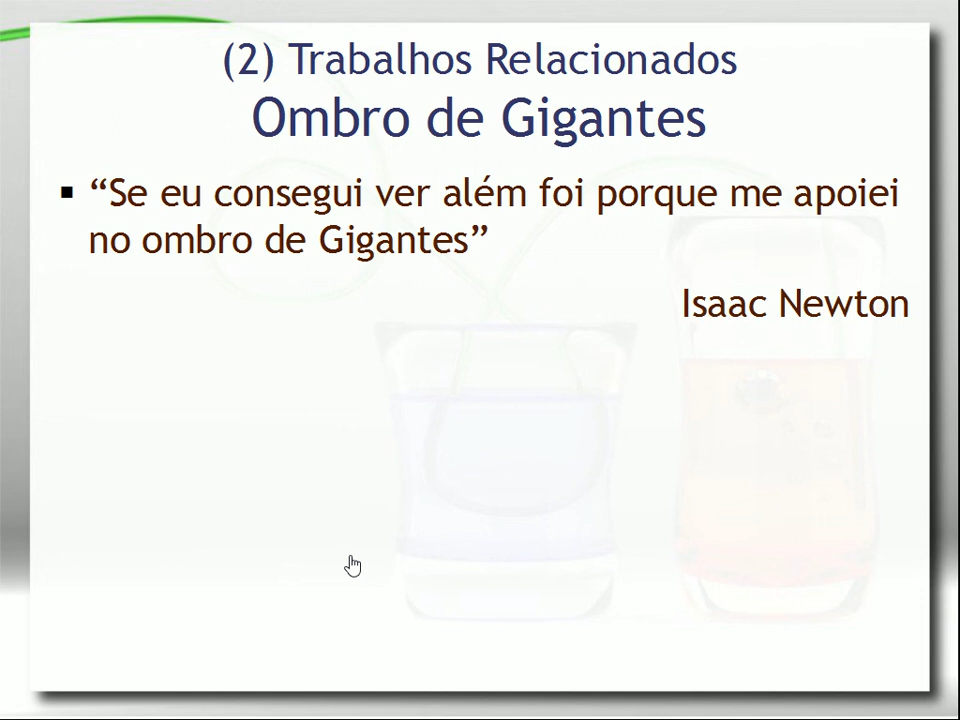 (2) Trabalhos Relacionados
Ombro de Gigantes
▪ “Se eu consegui ver além foi porque me apoiei
no ombro de Gigantes”
Isaac Newton